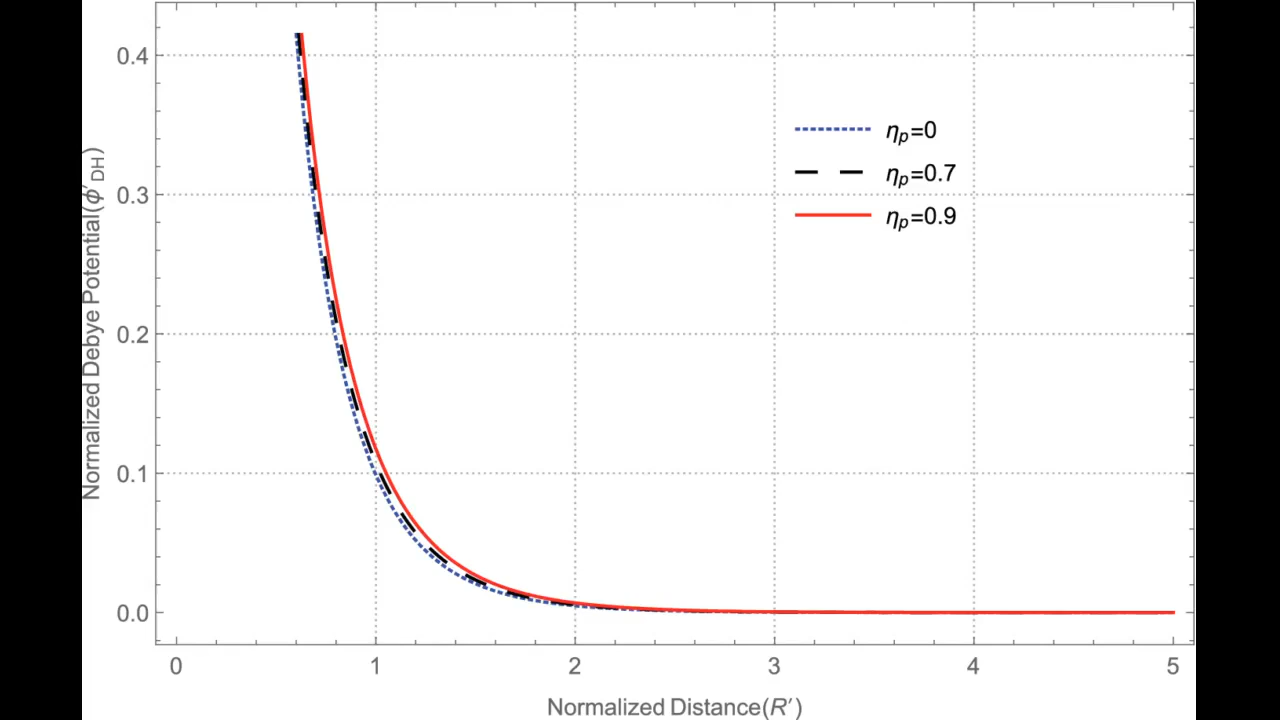 0.4
0.3
0.2
0.1
0.0
Normalized Debye Potential(ϕ′DH)
ηp=0
ηp=0.7
ηp=0.9
0 1 2 3 4 5
Normalized Distance(R′)